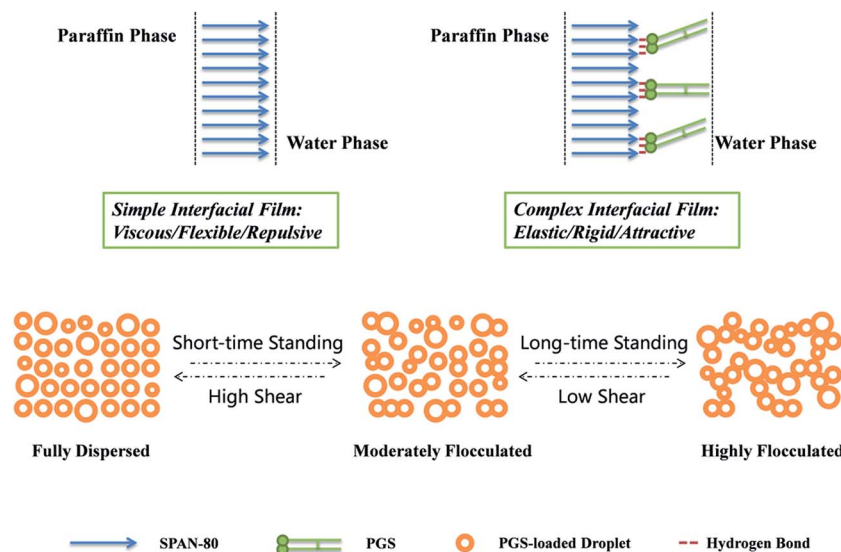 Paraffin Phase
Water Phase
Paraffin Phase
Water Phase
Simple Interfacial Film:
Viscous/Flexible/Repulsive
Complex Interfacial Film:
Elastic/Rigid/Attractive
Short-time Standing
High Shear
Long-time Standing
Low Shear
Fully Dispersed
Moderately Flocculated
Highly Flocculated
SPAN-80
PGS
PGS-loaded Droplet
Hydrogen Bond